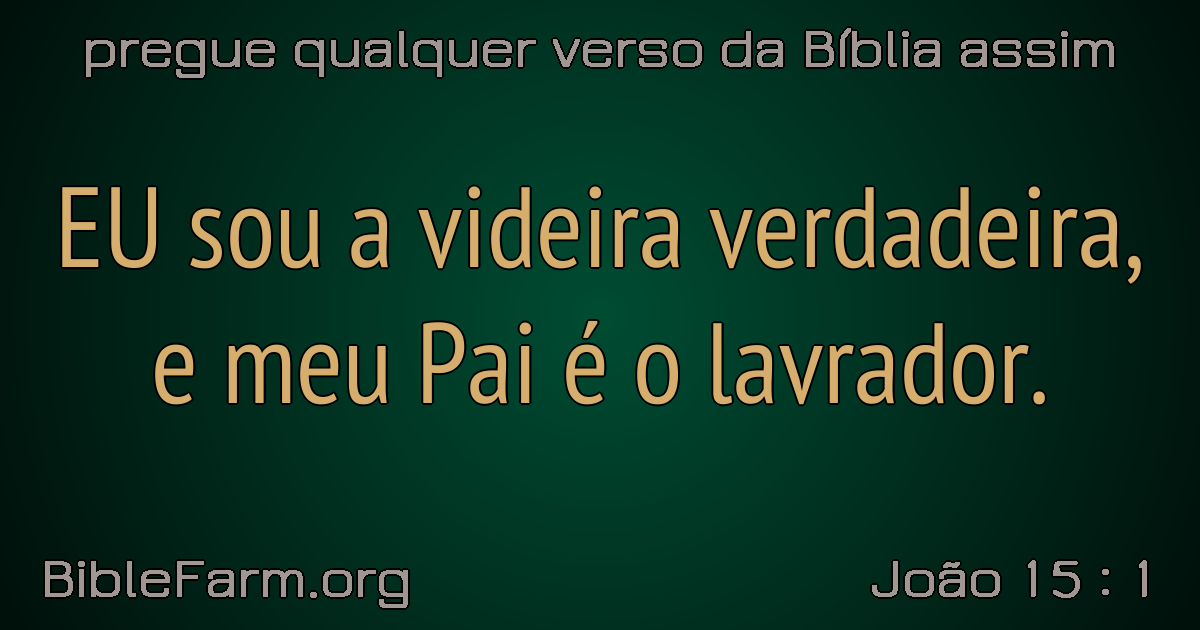 pregue qualquer verso da Bíblia assim
EU sou a videira verdadeira,
e meu Pai é o lavrador.
BibleFarm.org
João 15 : 1